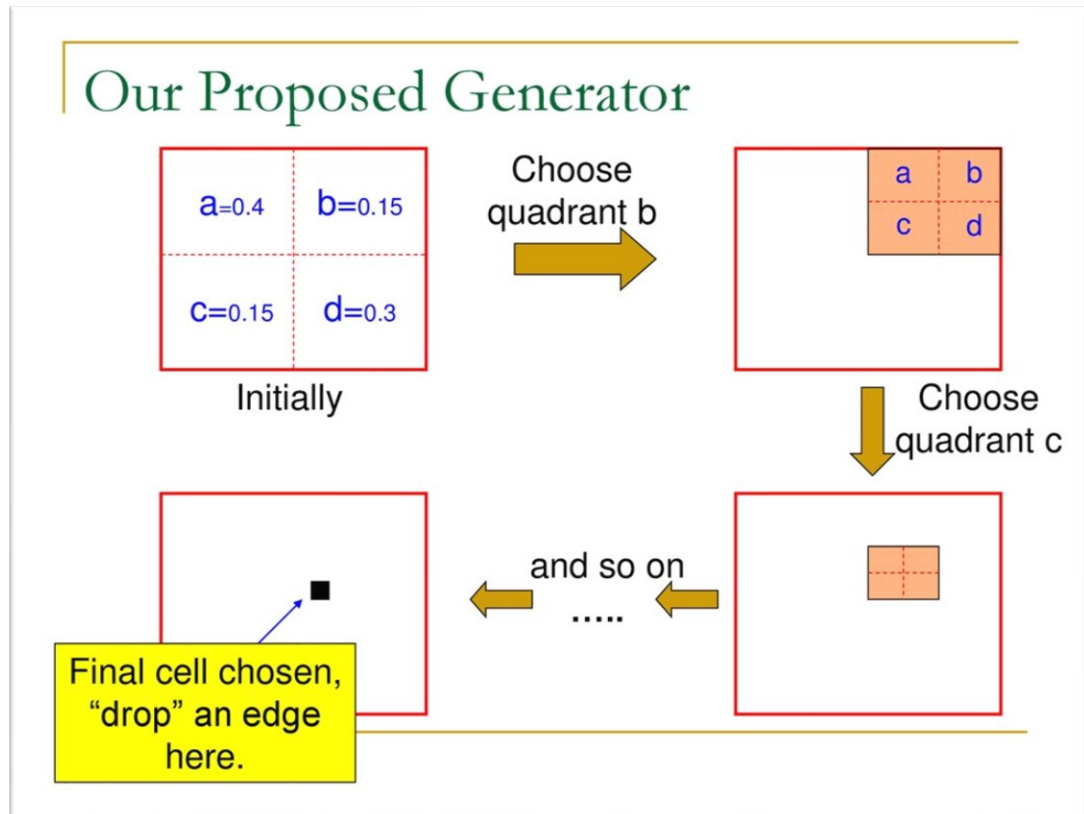 Our Proposed Generator
a=0.4 b=0.15
c=0.15 d=0.3
Initially
Choose
quadrant b
a b
c d
Choose
quadrant c
and so on
.....
Final cell chosen,
“drop” an edge
here.